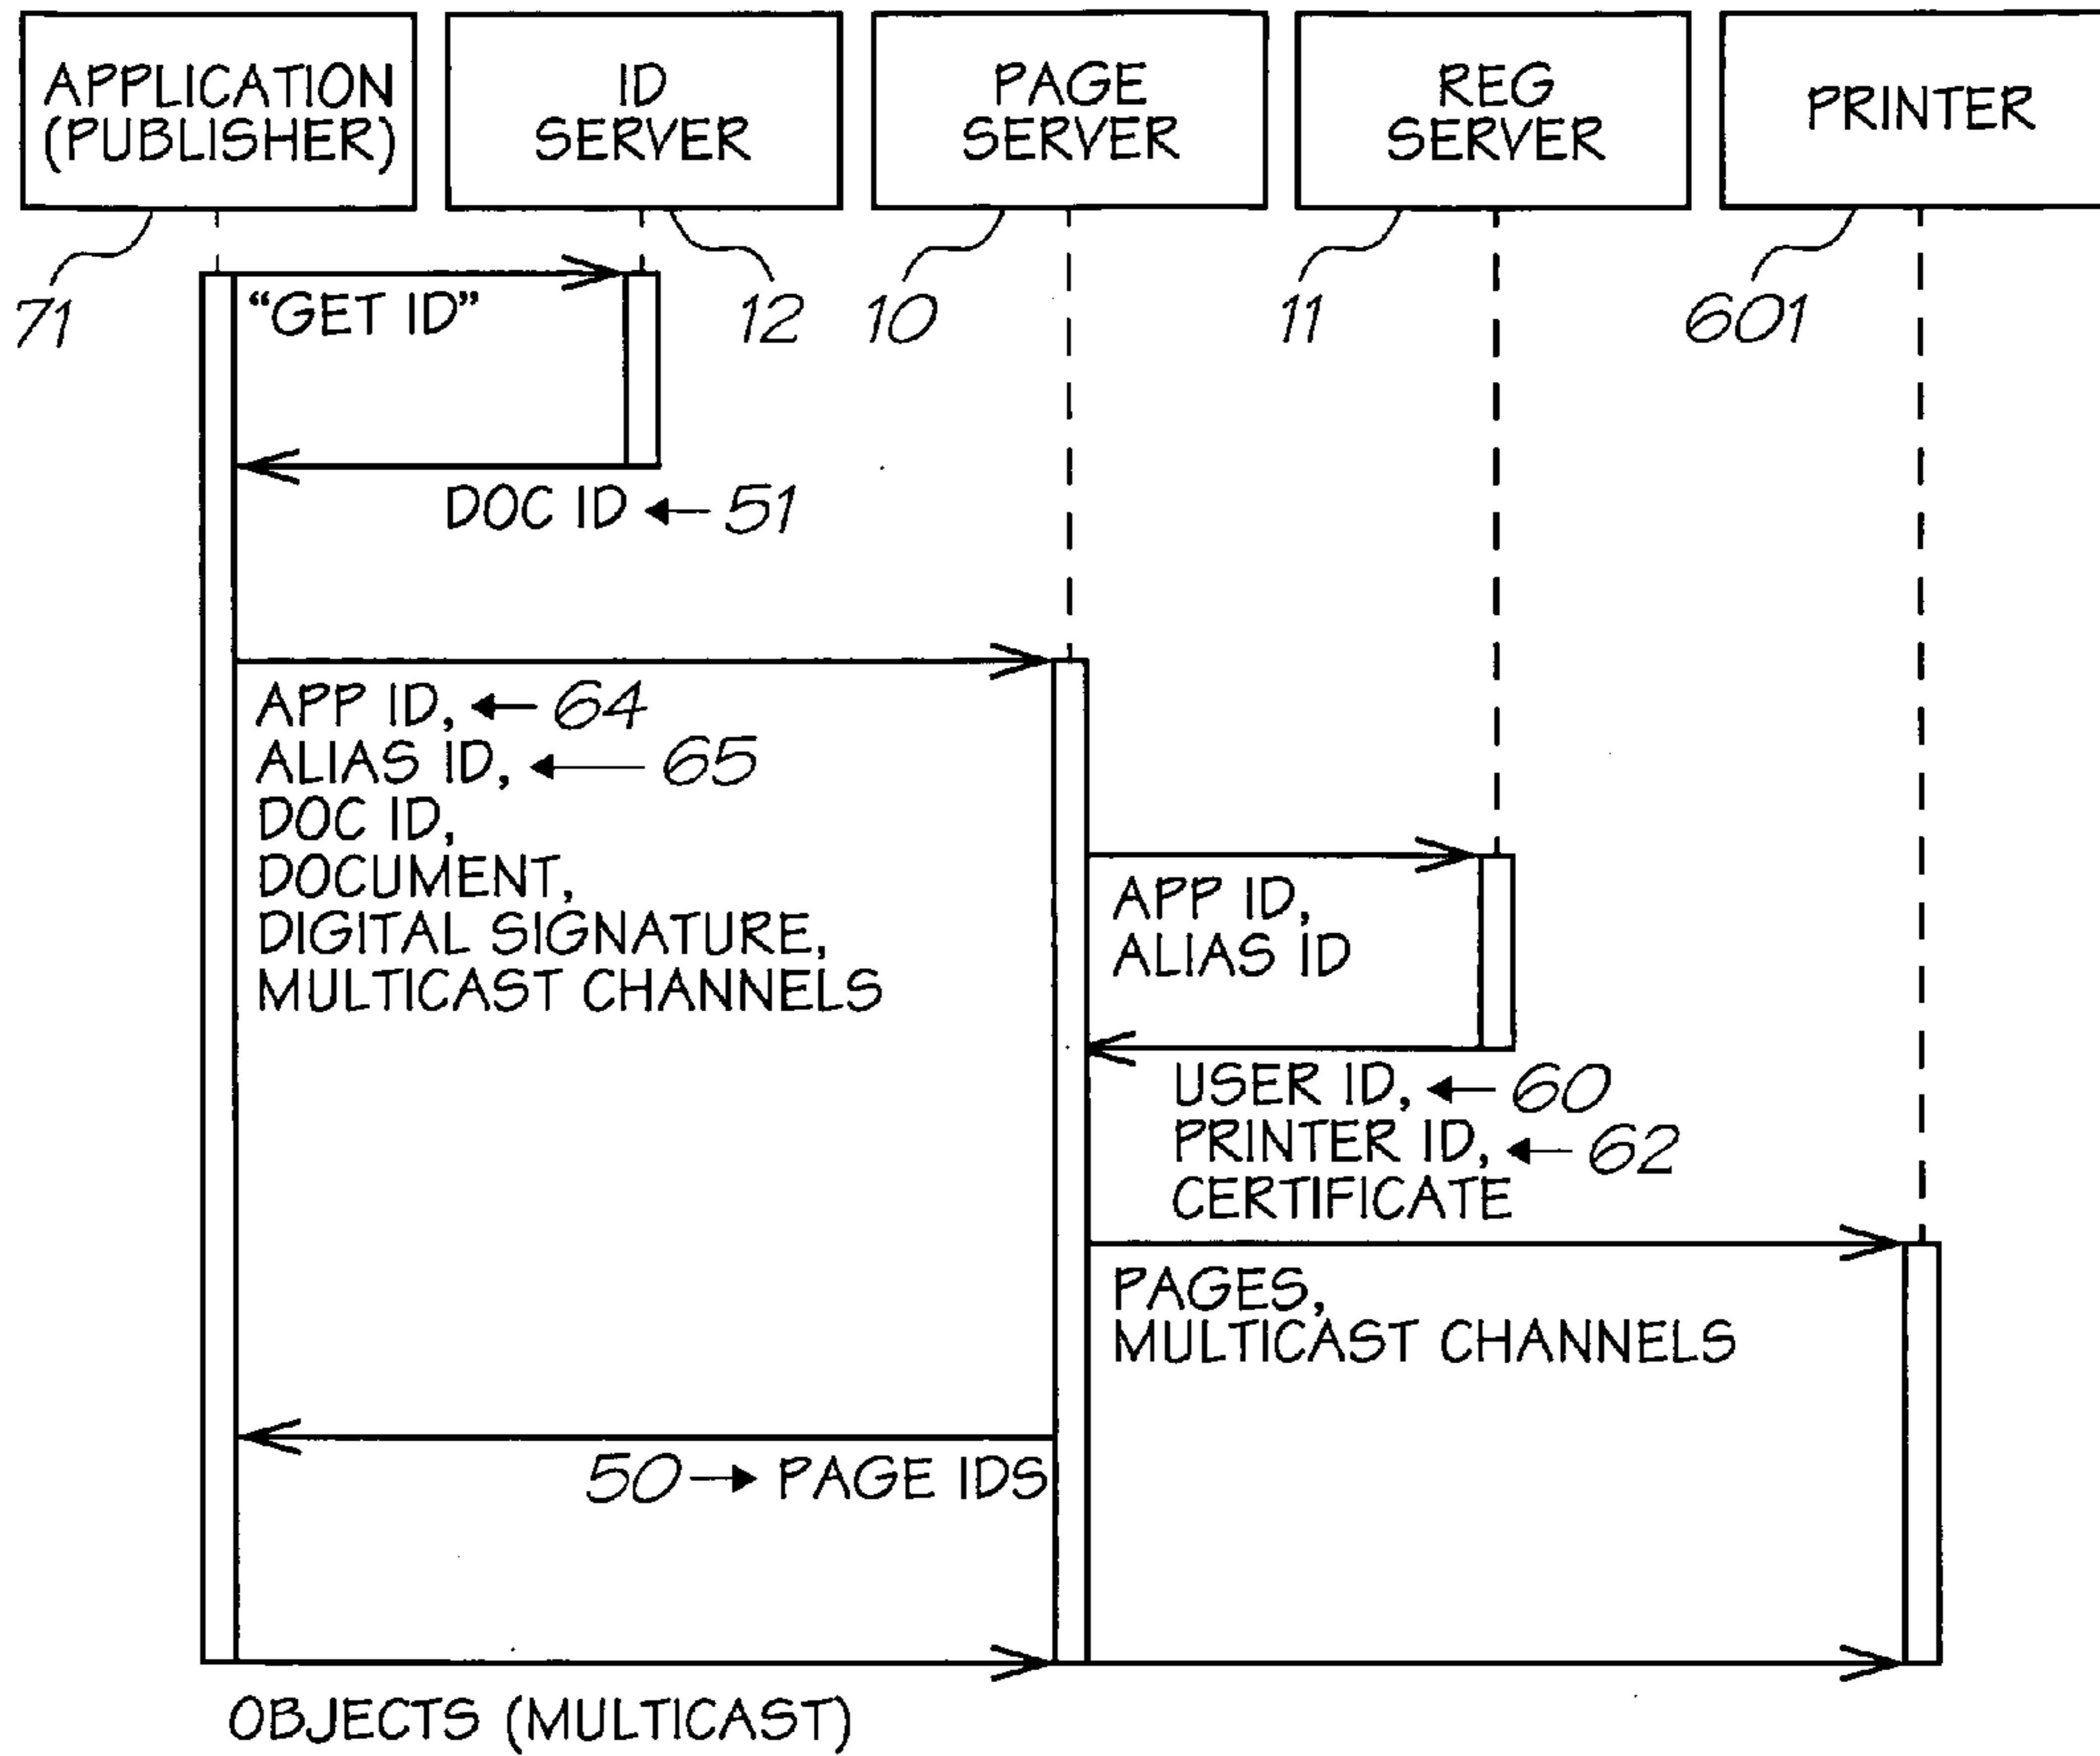 APPLICATION
(PUBLISHER)
ID
SERVER
PAGE
SERVER
REG
SERVER
PRINTER
71
12
10
11
601
“GET ID”
DOC ID
51
APP ID,
64
ALIAS ID,
65
DOC ID,
DOCUMENT,
DIGITAL SIGNATURE,
MULTICAST CHANNELS
APP ID,
ALIAS ID
USER ID,
60
PRINTER ID,
62
CERTIFICATE
PAGES,
MULTICAST CHANNELS
50
PAGE IDS
OBJECTS (MULTICAST)